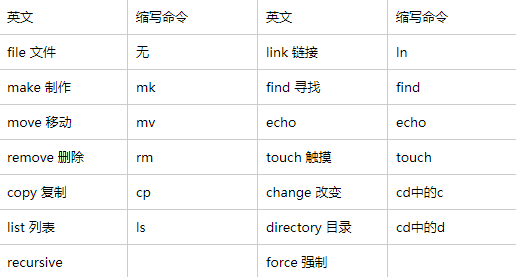 英文 缩写命令 英文 缩写命令
file 文件 无 link 链接 ln
make 制作 mk find 寻找 find
move 移动 mv echo echo
remove 删除 rm touch 触摸 touch
copy 复制 cp change 改变 cd中的c
list 列表 ls directory 目录 cd中的d
recursive force 强制